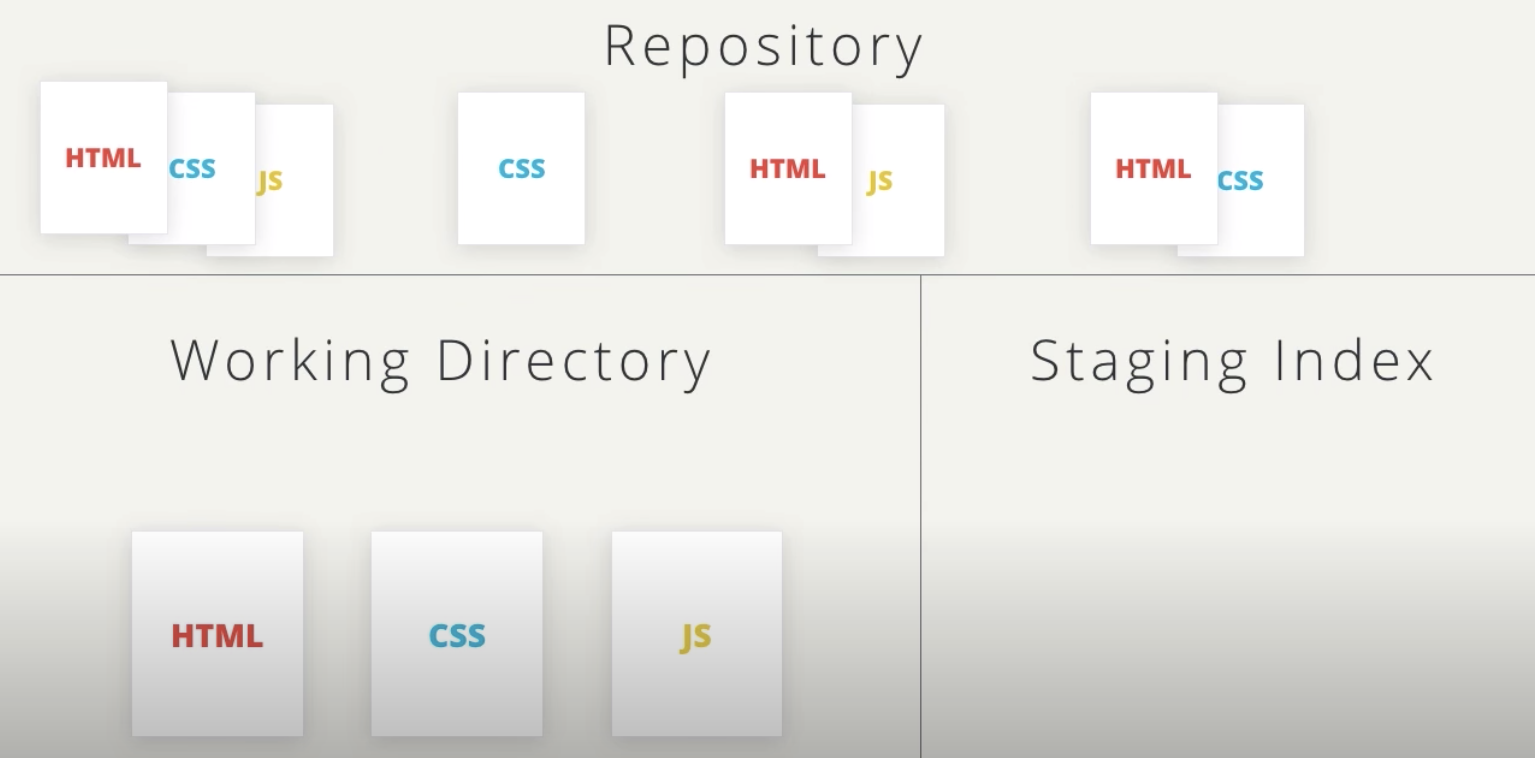 Repository
HTML CSS JS CSS HTML JS HTML CSS
Working Directory
Staging Index
HTML CSS JS